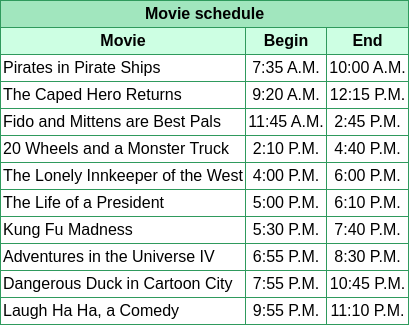 Movie schedule
Movie Begin End
Pirates in Pirate Ships 7:35 A.M. 10:00 A.M.
The Caped Hero Returns 9:20 A.M. 12:15 P.M.
Fido and Mittens are Best Pals 11:45 A.M. 2:45 P.M.
20 Wheels and a Monster Truck 2:10 P.M. 4:40 P.M.
The Lonely Innkeeper of the West 4:00 P.M. 6:00 P.M.
The Life of a President 5:00 P.M. 6:10 P.M.
Kung Fu Madness 5:30 P.M. 7:40 P.M.
Adventures in the Universe IV 6:55 P.M. 8:30 P.M.
Dangerous Duck in Cartoon City 7:55 P.M. 10:45 P.M.
Laugh Ha Ha, a Comedy 9:55 P.M. 11:10 P.M.